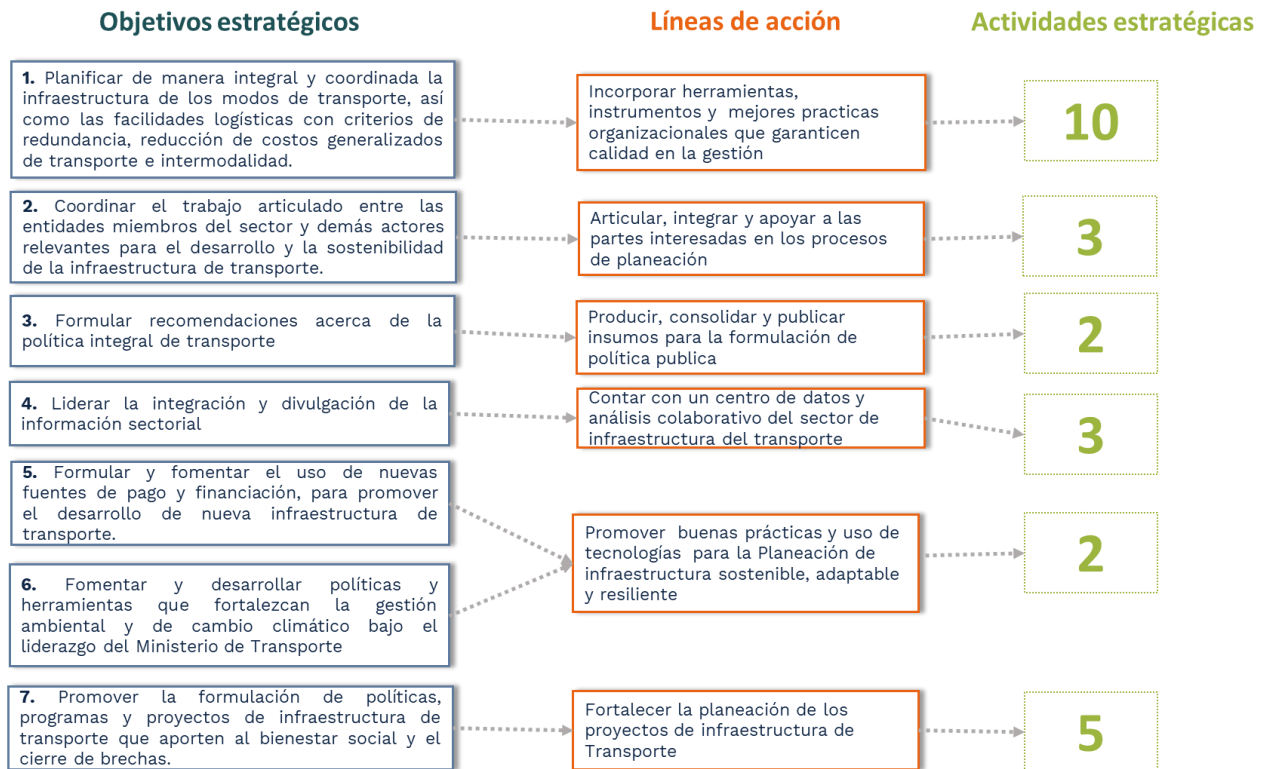 Objetivos estratégicos
Líneas de acción
Actividades estratégicas
1. Planificar de manera integral y coordinada la
infraestructura de los modos de transporte, así
como las facilidades logísticas con criterios de
redundancia, reducción de costos generalizados
de transporte e intermodalidad.
Incorporar herramientas,
instrumentos y mejores practicas
organizacionales que garanticen
calidad en la gestión
10
2. Coordinar el trabajo articulado entre las
entidades miembros del sector y demás actores
relevantes para el desarrollo y la sostenibilidad
de la infraestructura de transporte.
Articular, integrar y apoyar a las
partes interesadas en los procesos
de planeación
3
3. Formular recomendaciones acerca de la
política integral de transporte
Producir, consolidar y publicar
insumos para la formulación de
política publica
2
4. Liderar la integración y divulgación de la
información sectorial
Contar con un centro de datos y
análisis colaborativo del sector de
infraestructura del transporte
3
5. Formular y fomentar el uso de nuevas
fuentes de pago y financiación, para promover
el desarrollo de nueva infraestructura de
transporte.
6. Fomentar y desarrollar políticas y
herramientas que fortalezcan la gestión
ambiental y de cambio climático bajo el
liderazgo del Ministerio de Transporte
Promover buenas prácticas y uso de
tecnologías para la Planeación de
infraestructura sostenible, adaptable
y resiliente
2
7. Promover la formulación de políticas,
programas y proyectos de infraestructura de
transporte que aporten al bienestar social y el
cierre de brechas.
Fortalecer la planeación de los
proyectos de infraestructura de
Transporte
5